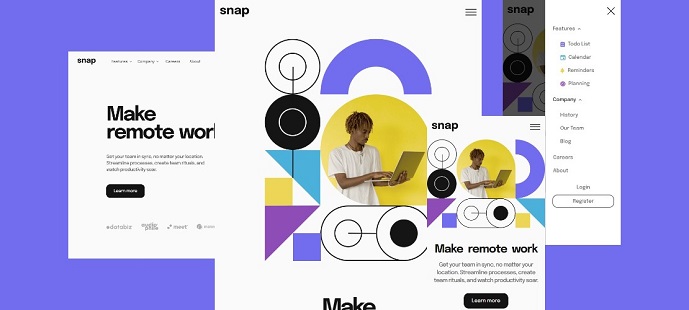 snap
Features
Company
Careers
About
Make
remote work
Get your team in sync, no matter your location.
Streamline processes, create team rituals, and
watch productivity soar.
Learn more
databiz
audio
phile
meet
snap
Make
snap
Make remote work
Get your team in sync, no matter your
location. Streamline processes, create
team rituals, and watch productivity soar.
Learn more
snap
Features
Todo List
Calendar
Reminders
Planning
Company
History
Our Team
Blog
Careers
About
Login
Register